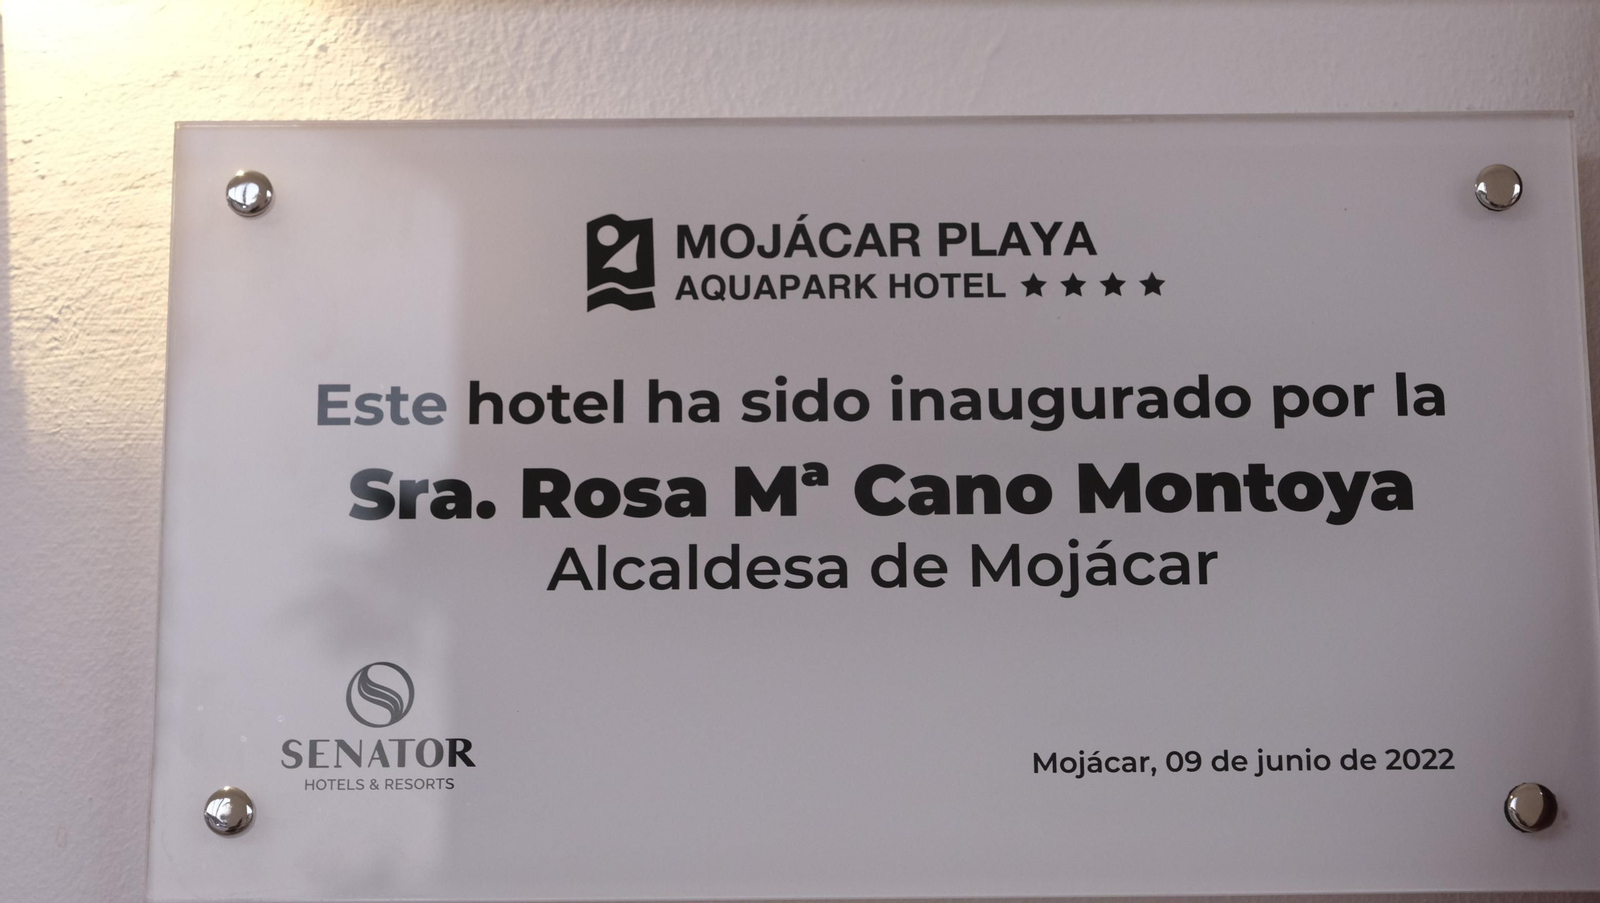 MOJÁCAR PLAYA
AQUAPARK HOTEL ★★★★
Este hotel ha sido inaugurado por la
Sra. Rosa Mª Cano Montoya
Alcaldesa de Mojácar
SENATOR
HOTELS & RESORTS
Mojácar, 09 de junio de 2022